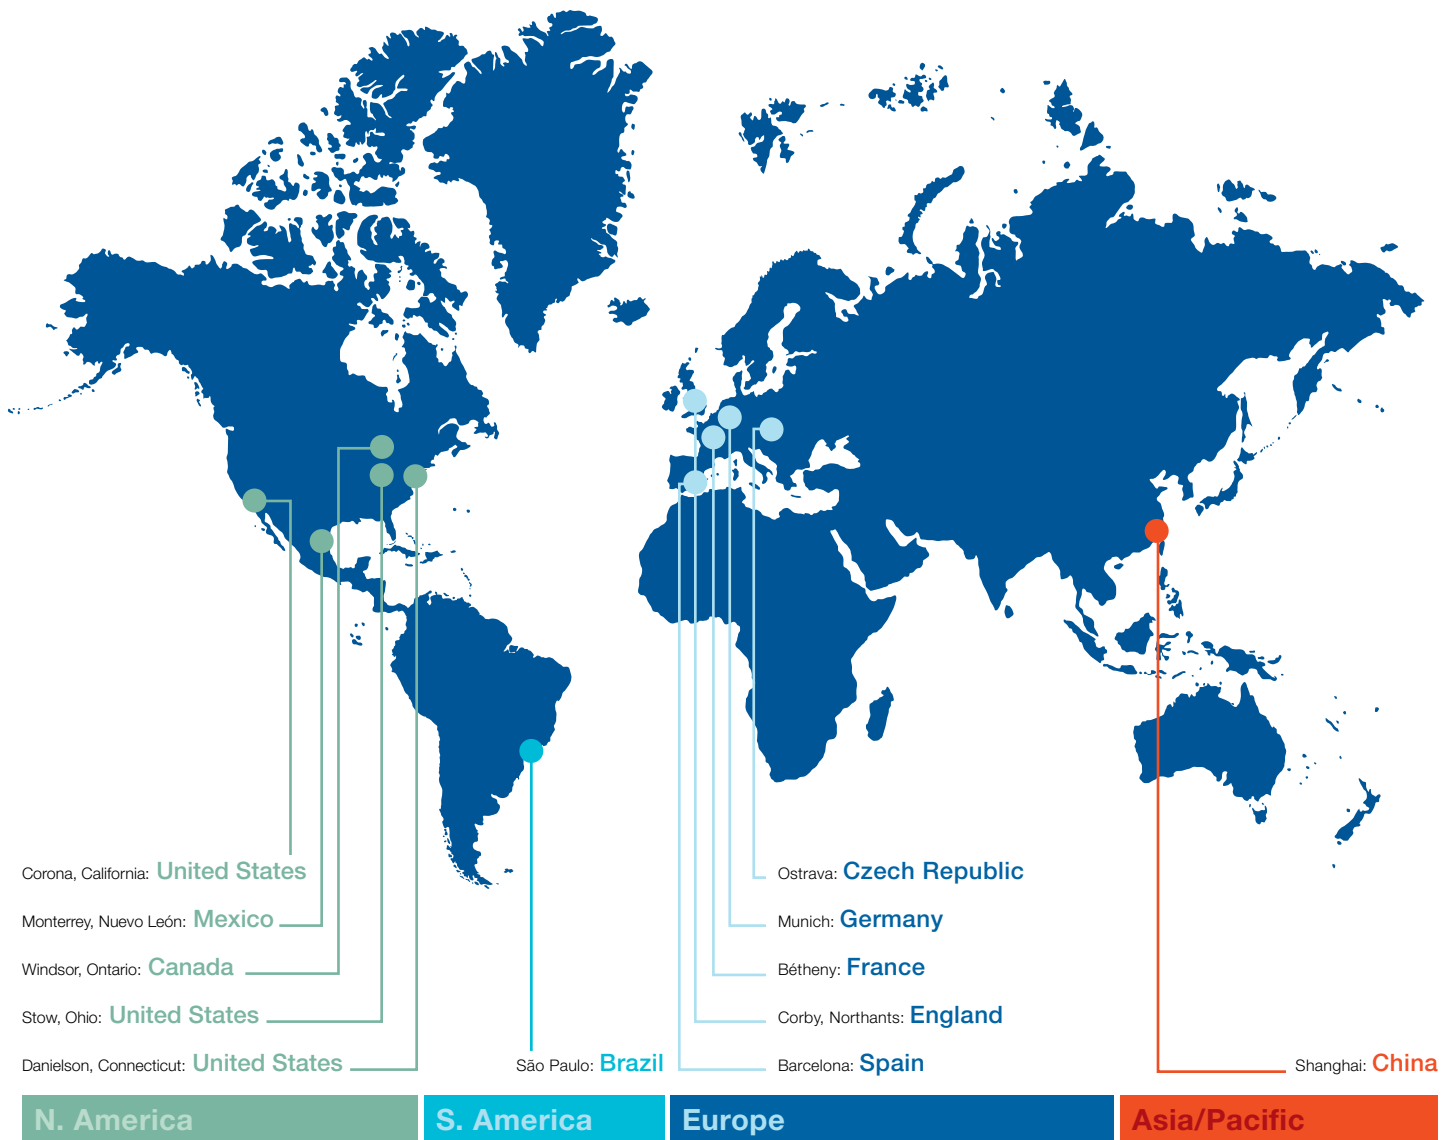 Corona, California: United States
Monterrey, Nuevo León: Mexico
Windsor, Ontario: Canada
Stow, Ohio: United States
Danielson, Connecticut: United States
São Paulo: Brazil
Ostrava: Czech Republic
Munich: Germany
Bétheny: France
Corby, Northants: England
Barcelona: Spain
Shanghai: China
N. America
S. America
Europe
Asia/Pacific